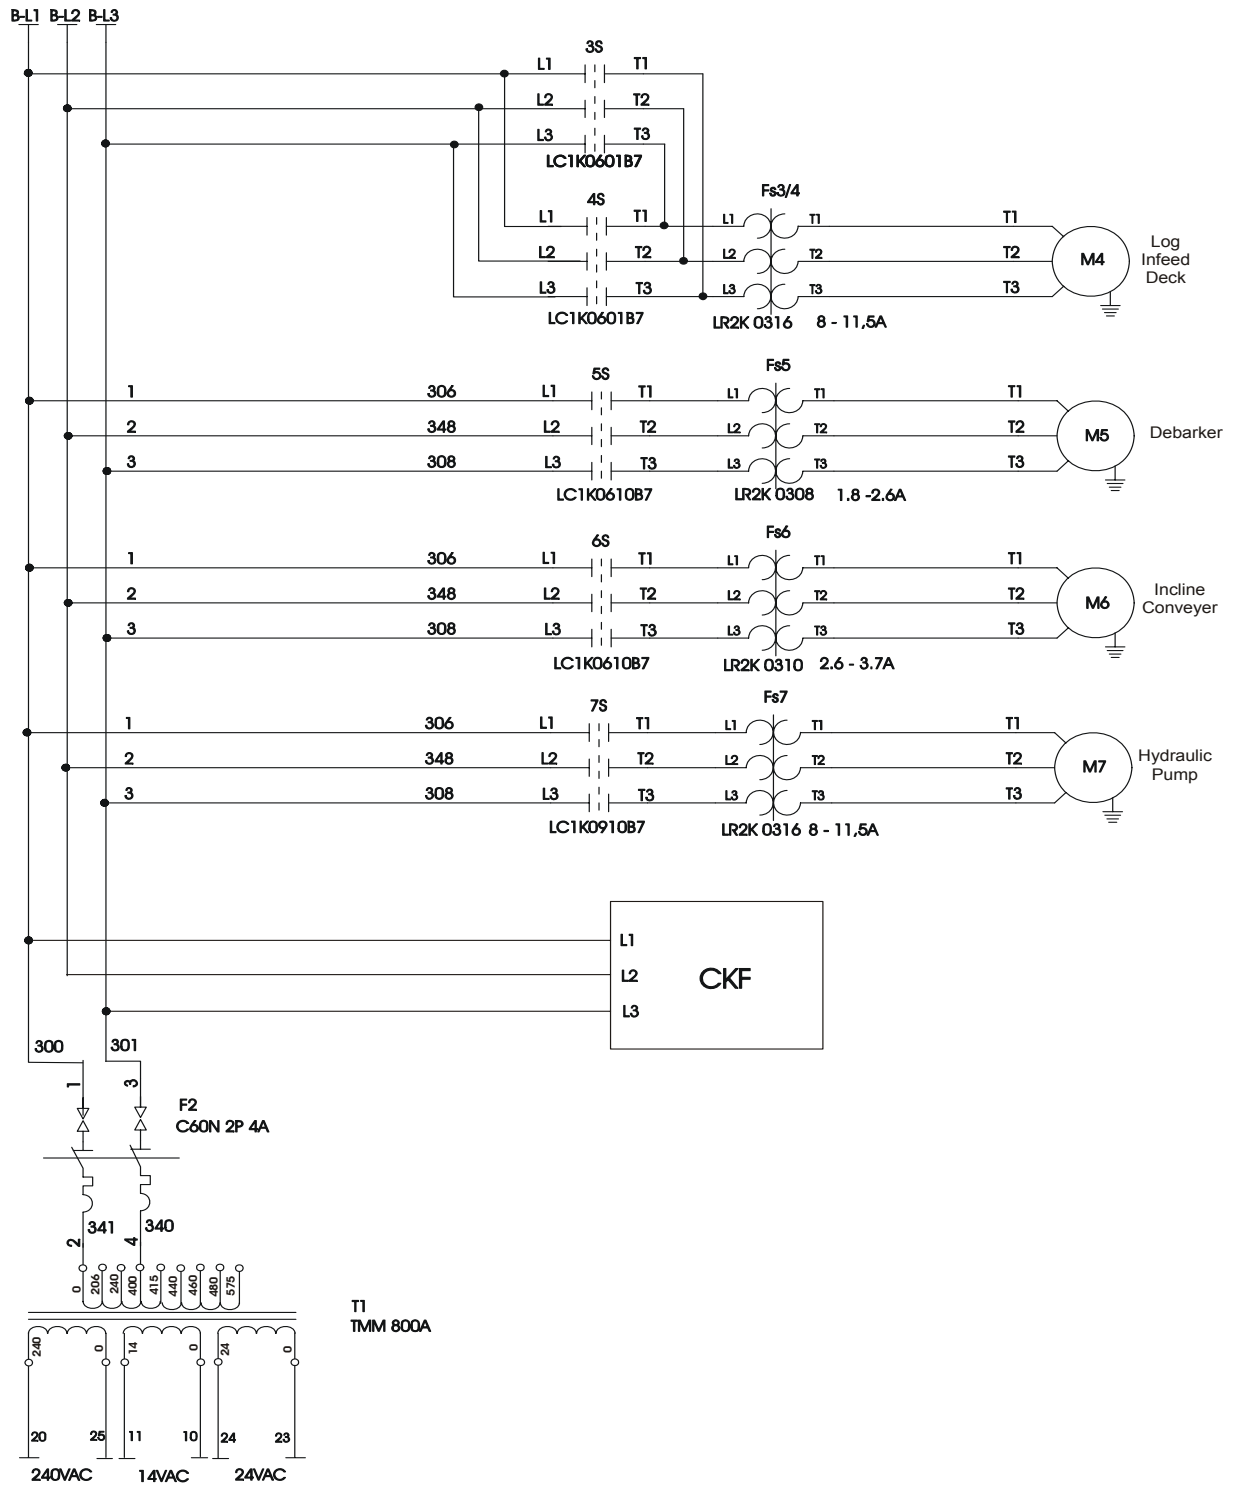 B-L1 B-L2 B-L3
3S
L1 T1
L2 T2
L3 T3
LC1K0601B7
4S
Fs3/4
L1 T1 L1 T1 T1
L2 T2 L2 T2 T2
L3 T3 L3 T3 T3
M4
Log
Infeed
Deck
LC1K0601B7
LR2K 0316 8 - 11,5A
5S
Fs5
1 306 L1 T1 L1 T1 T1
2 348 L2 T2 L2 T2 T2
3 308 L3 T3 L3 T3 T3
M5
Debarker
LC1K0610B7
LR2K 0308 1.8 -2.6A
6S
Fs6
1 306 L1 T1 L1 T1 T1
2 348 L2 T2 L2 T2 T2
3 308 L3 T3 L3 T3 T3
M6
Incline
Conveyer
LC1K0610B7
LR2K 0310 2.6 - 3.7A
7S
Fs7
1 306 L1 T1 L1 T1 T1
2 348 L2 T2 L2 T2 T2
3 308 L3 T3 L3 T3 T3
M7
Hydraulic
Pump
LC1K0910B7
LR2K 0316 8 - 11,5A
L1
L2
L3
CKF
300 301
1 3
F2
C60N 2P 4A
341 340
2 4
0 206 240 400 415 440 460 480 575
T1
TMM 800A
240 0 14 0 24 0
20 25 11 10 24 23
240VAC 14VAC 24VAC